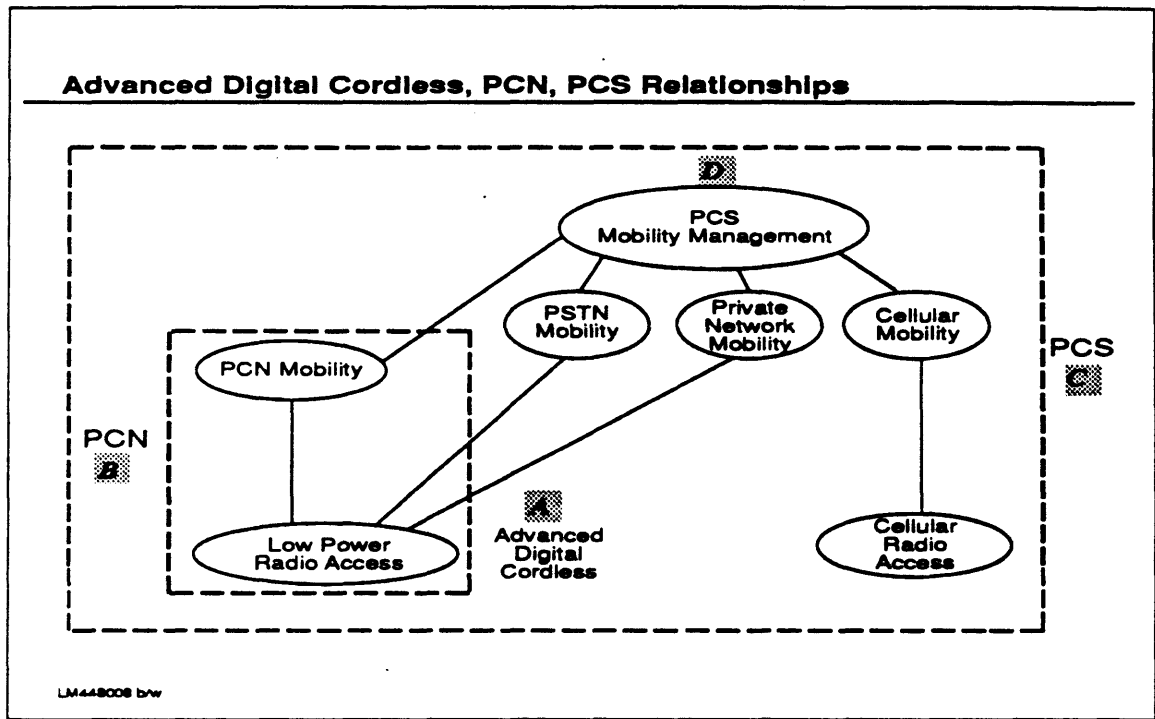 Advanced Digital Cordless, PCN, PCS Relationships
D
PCS
Mobility Management
PSTN
Mobility
Private
Network
Mobility
Cellular
Mobility
PCN Mobility
PCS
C
PCN
B
A
Advanced
Digital
Cordless
Low Power
Radio Access
Cellular
Radio
Access
LM448008 b/w